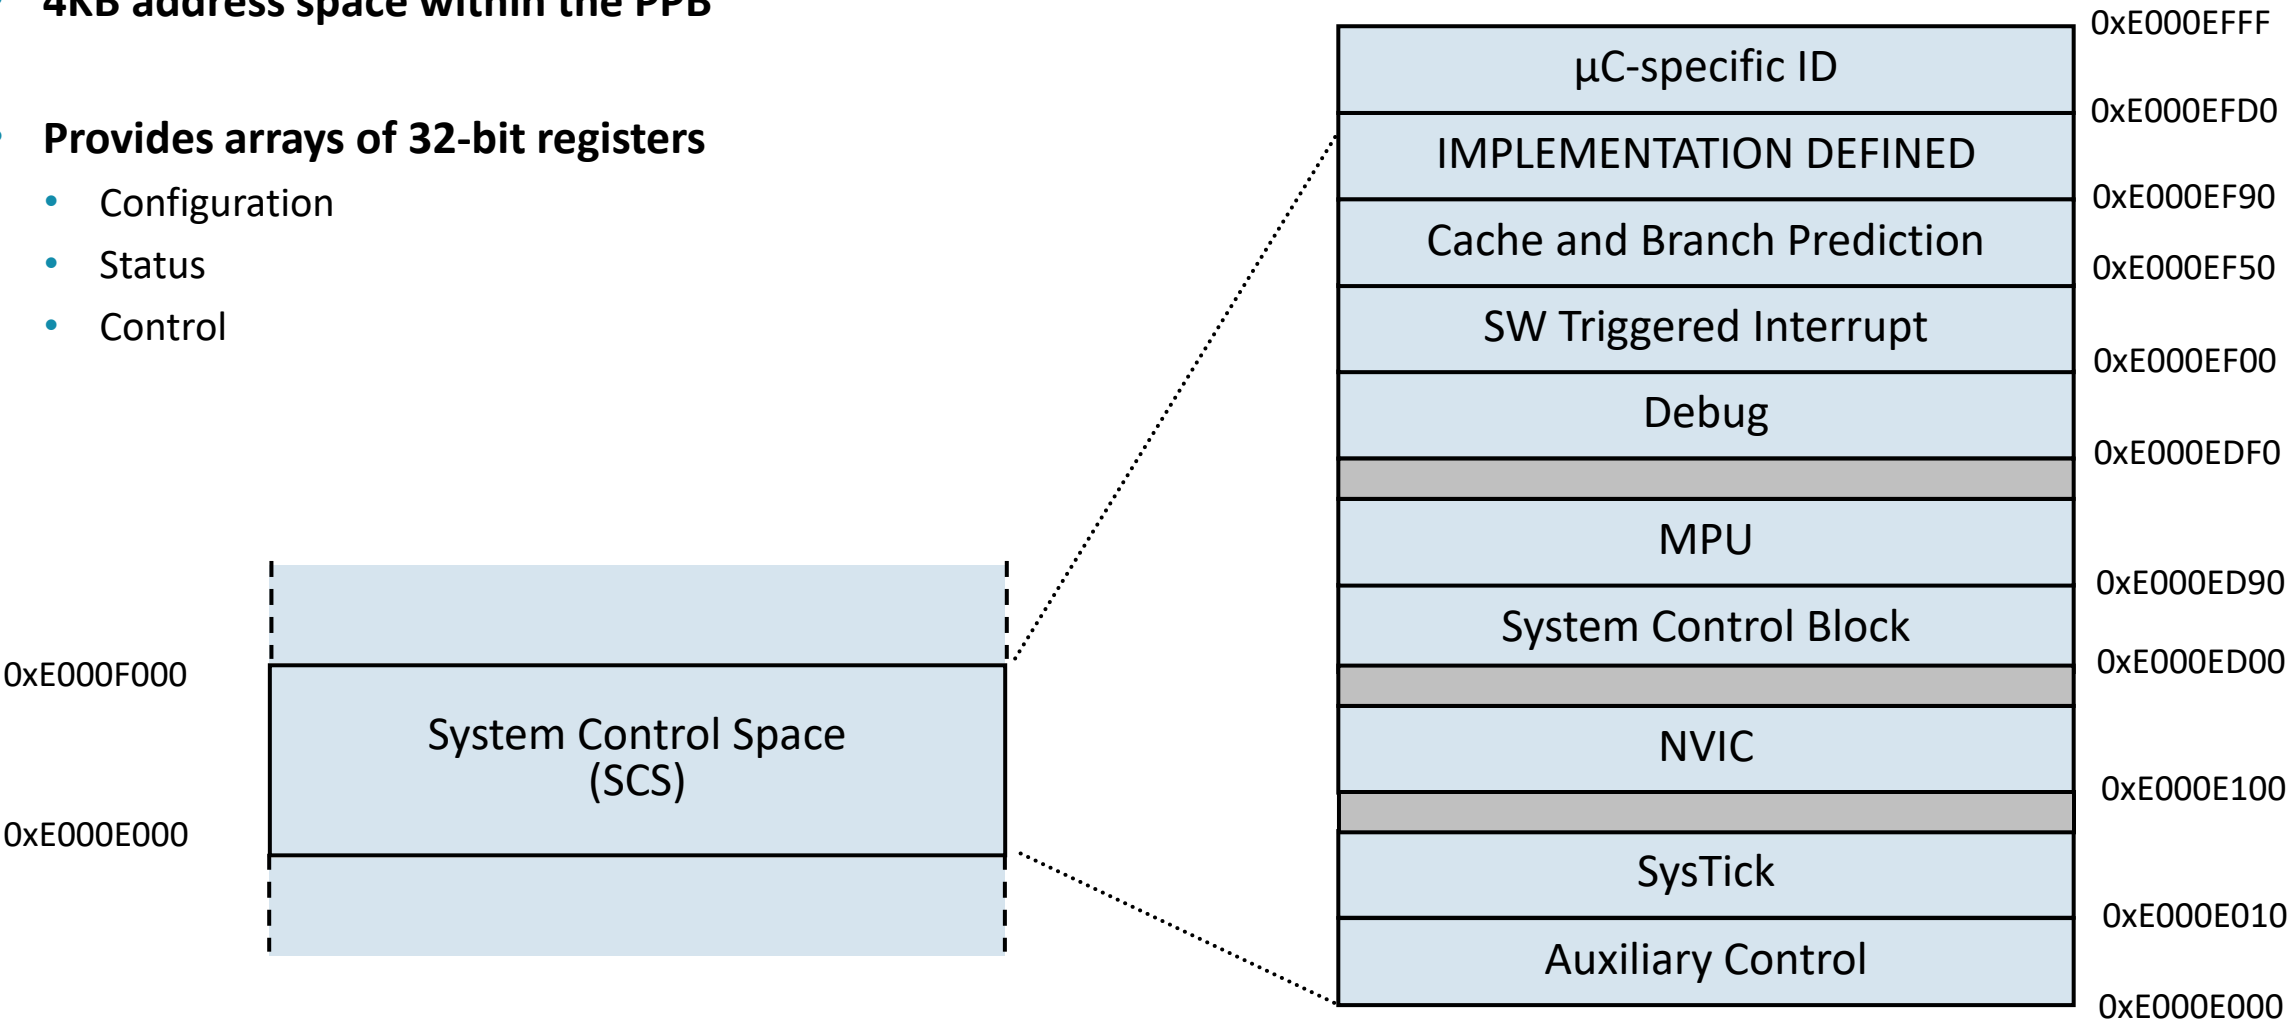 4KB address space within the PPB
Provides arrays of 32-bit registers
Configuration
Status
Control
0xE000F000
System Control Space
(SCS)
0xE000E000
0xE000EFFF
µC-specific ID
0xE000EFD0
IMPLEMENTATION DEFINED
0xE000EF90
Cache and Branch Prediction
0xE000EF50
SW Triggered Interrupt
0xE000EF00
Debug
0xE000EDF0
MPU
0xE000ED90
System Control Block
0xE000ED00
NVIC
0xE000E100
SysTick
0xE000E010
Auxiliary Control
0xE000E000